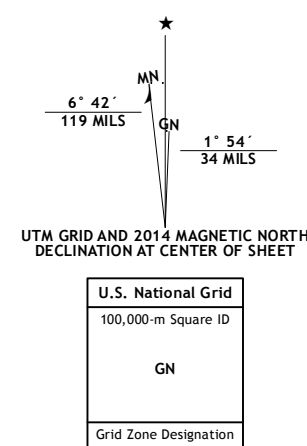 MN
GN
6° 42´
119 MILS
1° 54´
34 MILS
UTM GRID AND 2014 MAGNETIC NORTH
DECLINATION AT CENTER OF SHEET
U.S. National Grid
100,000-m Square ID
GN
Grid Zone Designation